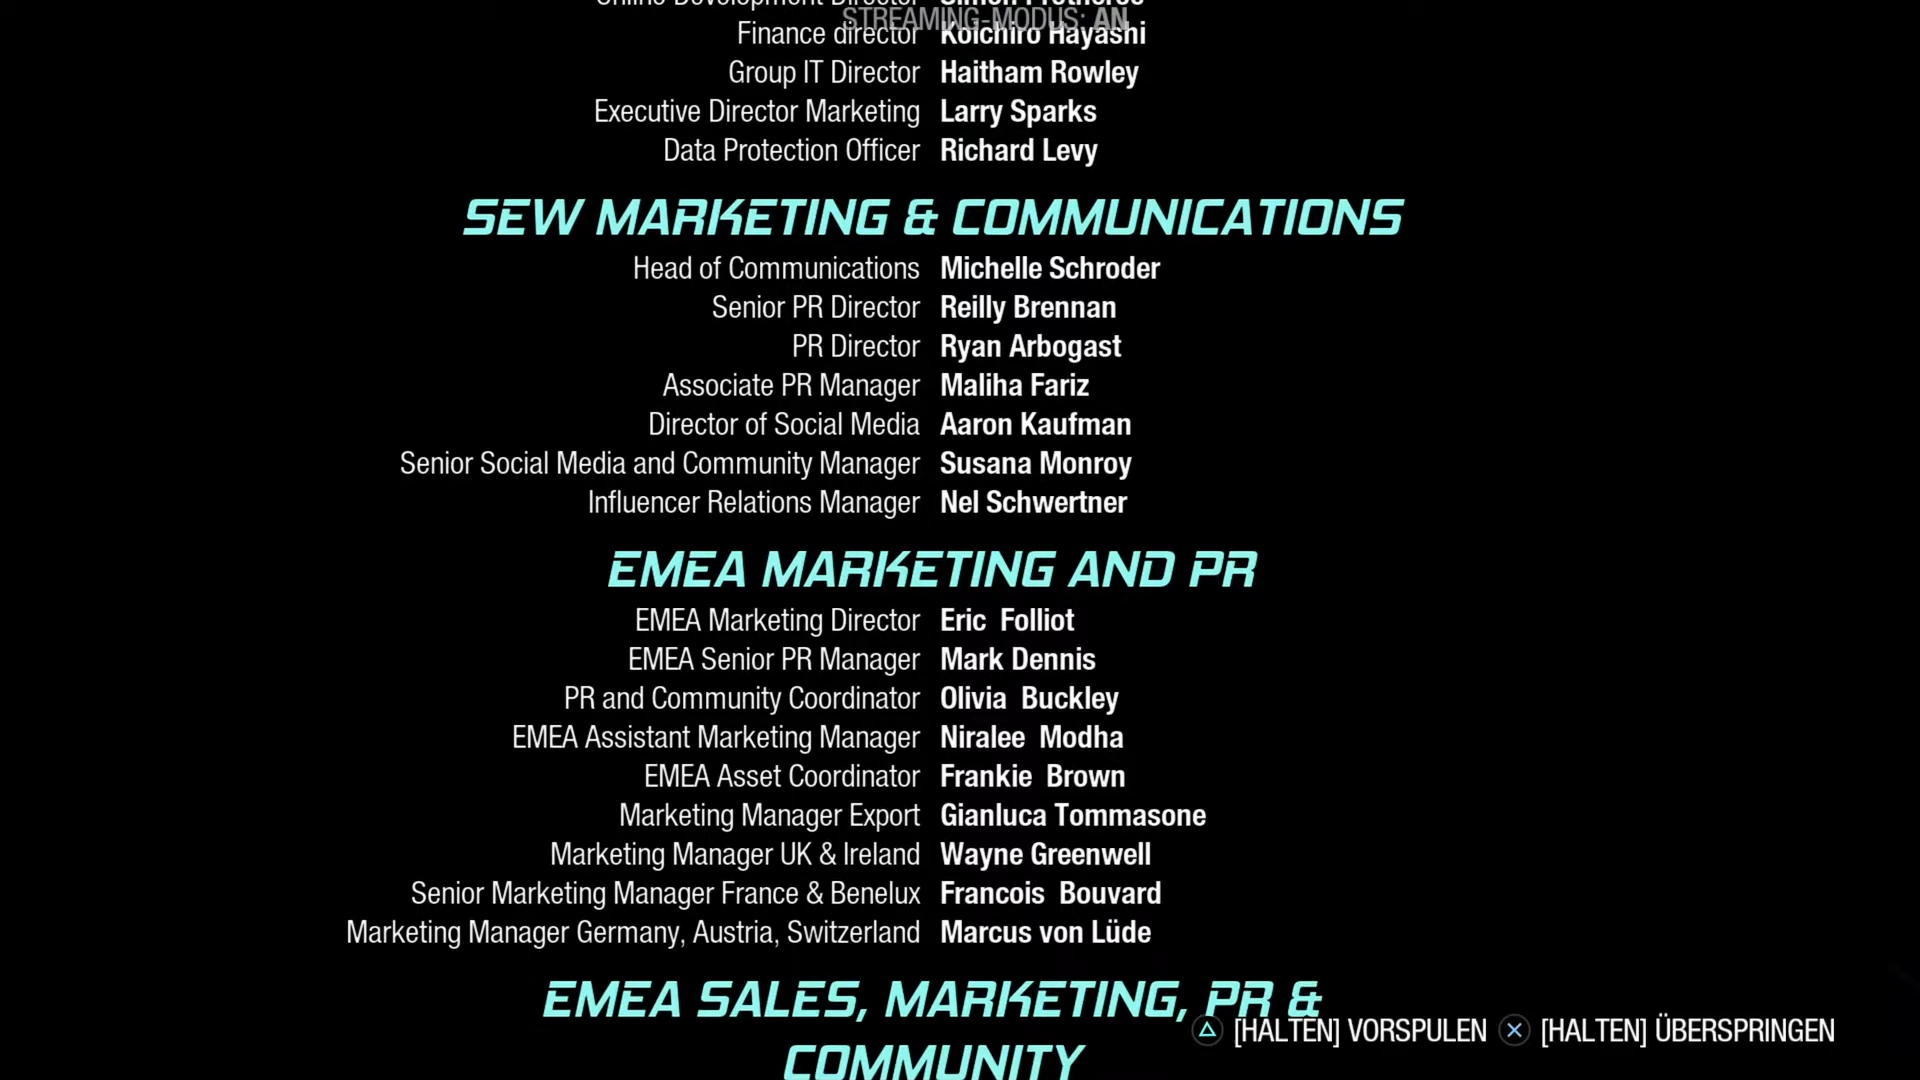 Online Development Director Simon Protheroe
STREAMING-MODUS: AN
Finance director Koichiro Hayashi
Group IT Director Haitham Rowley
Executive Director Marketing Larry Sparks
Data Protection Officer Richard Levy
SEW MARKETING & COMMUNICATIONS
Head of Communications Michelle Schroder
Senior PR Director Reilly Brennan
PR Director Ryan Arbogast
Associate PR Manager Maliha Fariz
Director of Social Media Aaron Kaufman
Senior Social Media and Community Manager Susana Monroy
Influencer Relations Manager Nel Schwertner
EMEA MARKETING AND PR
EMEA Marketing Director Eric Folliot
EMEA Senior PR Manager Mark Dennis
PR and Community Coordinator Olivia Buckley
EMEA Assistant Marketing Manager Niralee Modha
EMEA Asset Coordinator Frankie Brown
Marketing Manager Export Gianluca Tommasone
Marketing Manager UK & Ireland Wayne Greenwell
Senior Marketing Manager France & Benelux Francois Bouvard
Marketing Manager Germany, Austria, Switzerland Marcus von Lüde
EMEA SALES, MARKETING, PR &
COMMUNITY
[HALTEN] VORSPULEN [HALTEN] ÜBERSPRINGEN